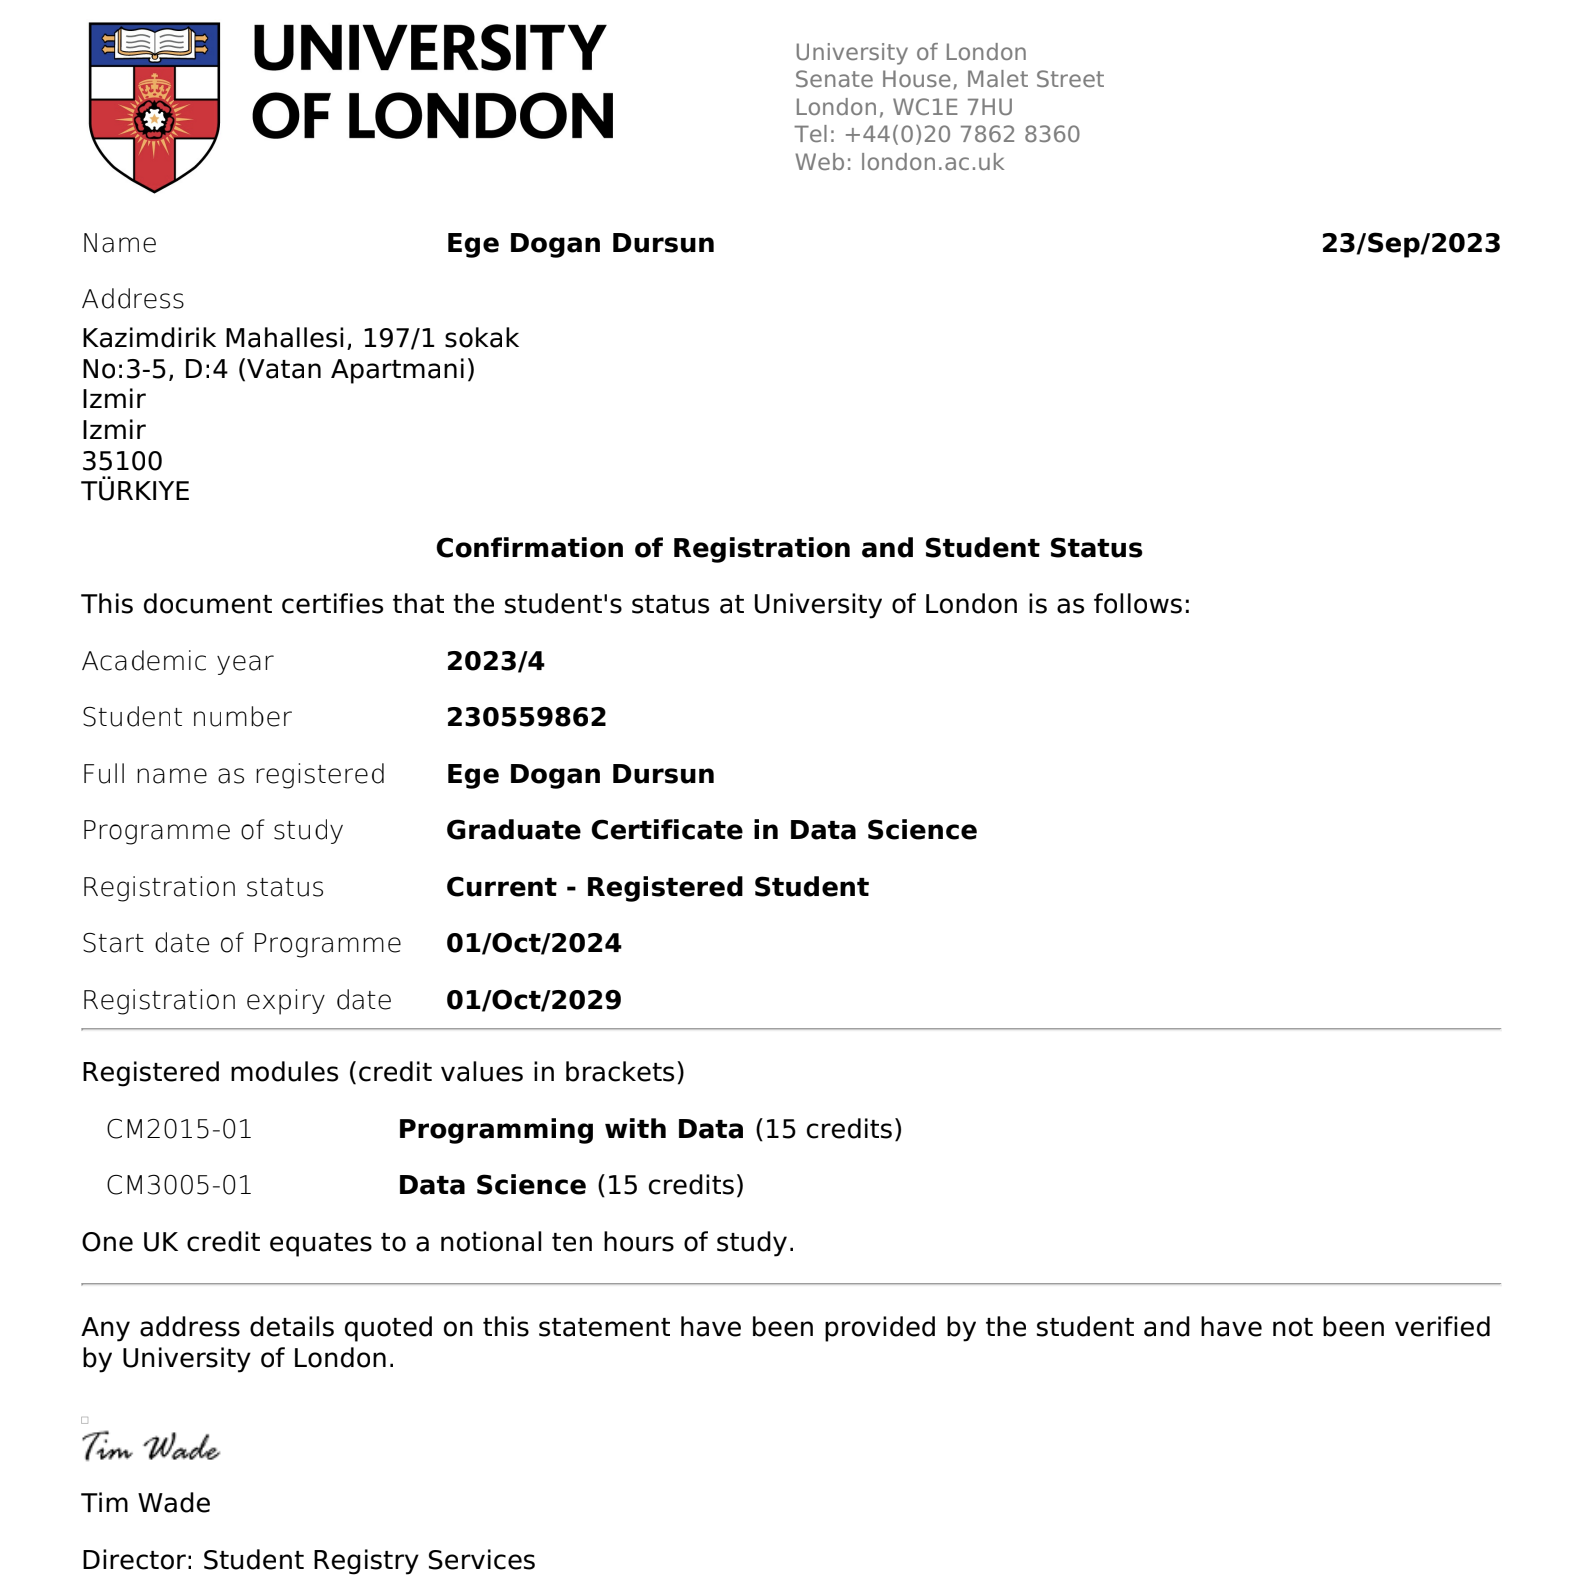 UNIVERSITY
OF LONDON
University of London
Senate House, Malet Street
London, WC1E 7HU
Tel: +44(0)20 7862 8360
Web: london.ac.uk
Name Ege Dogan Dursun 23/Sep/2023
Address
Kazimdirik Mahallesi, 197/1 sokak
No:3-5, D:4 (Vatan Apartmani)
Izmir
Izmir
35100
TÜRKIYE
Confirmation of Registration and Student Status
This document certifies that the student's status at University of London is as follows:
Academic year 2023/4
Student number 230559862
Full name as registered Ege Dogan Dursun
Programme of study Graduate Certificate in Data Science
Registration status Current - Registered Student
Start date of Programme 01/Oct/2024
Registration expiry date 01/Oct/2029
Registered modules (credit values in brackets)
CM2015-01 Programming with Data (15 credits)
CM3005-01 Data Science (15 credits)
One UK credit equates to a notional ten hours of study.
Any address details quoted on this statement have been provided by the student and have not been verified
by University of London.
Tim Wade
Tim Wade
Director: Student Registry Services